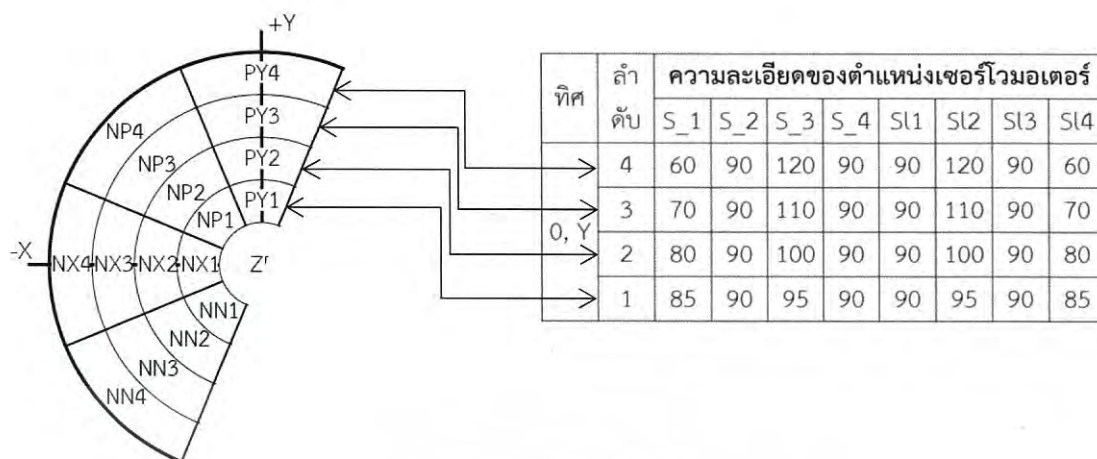 +Y
PY4
PY3
PY2
PY1
NP4
NP3
NP2
NP1
-X
NX4
NX3
NX2
NX1
Zʳ
NN1
NN2
NN3
NN4
ทิศ ลำดับ ความละเอียดของตำแหน่งเซอร์โวมอเตอร์
S_1 S_2 S_3 S_4 Sl1 Sl2 Sl3 Sl4
0, Y
4 60 90 120 90 90 120 90 60
3 70 90 110 90 90 110 90 70
2 80 90 100 90 90 100 90 80
1 85 90 95 90 90 95 90 85